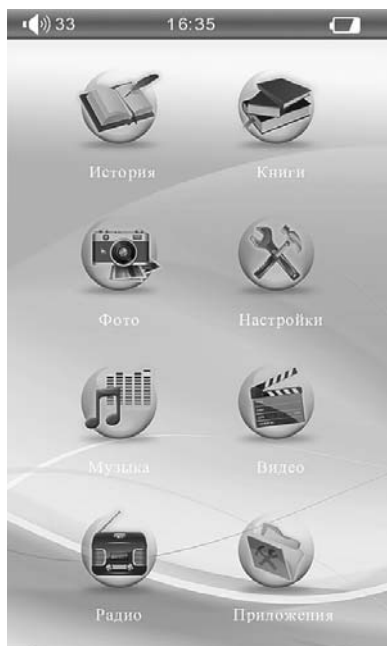 33 16:35
История Книги
Фото Настройки
Музыка Видео
Радио Приложения